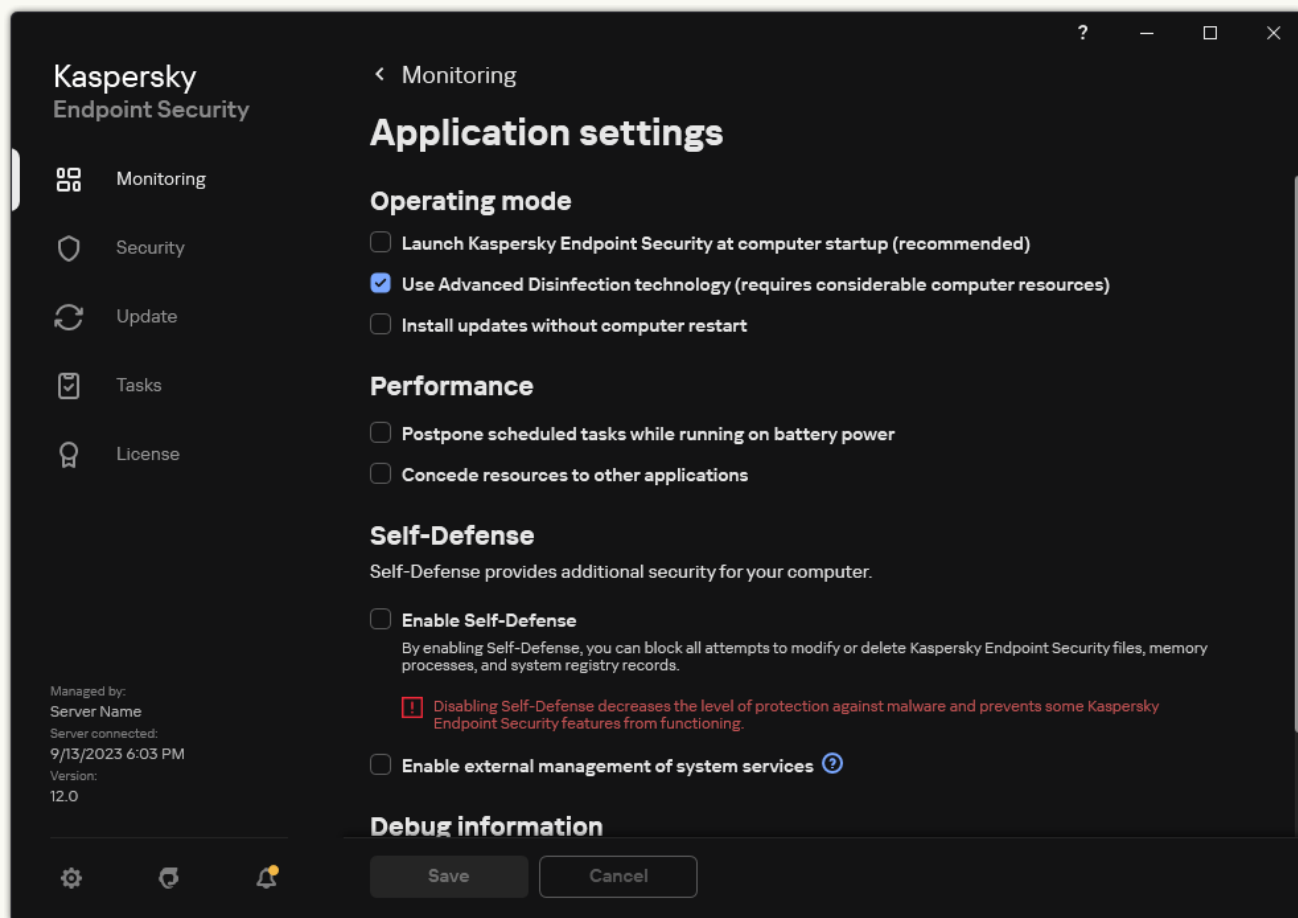 ?
Kaspersky
Endpoint Security
Monitoring
Security
Update
Tasks
License
Managed by:
Server Name
Server connected:
9/13/2023 6:03 PM
Version:
12.0
Monitoring
Application settings
Operating mode
Launch Kaspersky Endpoint Security at computer startup (recommended)
Use Advanced Disinfection technology (requires considerable computer resources)
Install updates without computer restart
Performance
Postpone scheduled tasks while running on battery power
Concede resources to other applications
Self-Defense
Self-Defense provides additional security for your computer.
Enable Self-Defense
By enabling Self-Defense, you can block all attempts to modify or delete Kaspersky Endpoint Security files, memory
processes, and system registry records.
Disabling Self-Defense decreases the level of protection against malware and prevents some Kaspersky
Endpoint Security features from functioning.
Enable external management of system services ?
Debug information
Save
Cancel